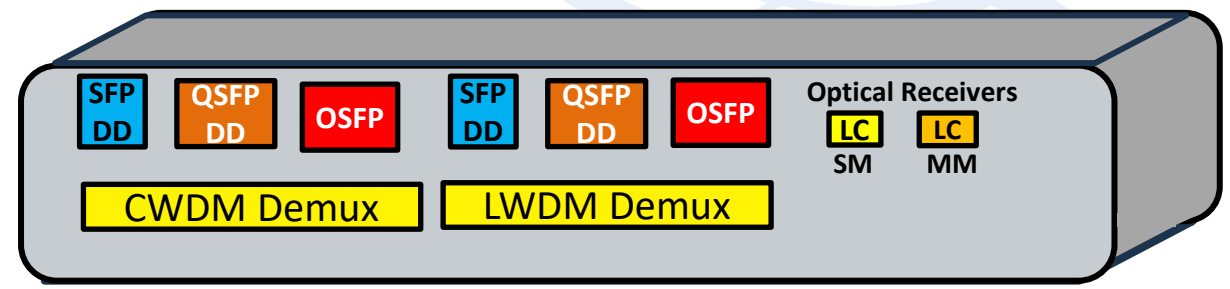 SFP
DD
QSFP
DD
OSFP
SFP
DD
QSFP
DD
OSFP
Optical Receivers
LC
LC
SM
MM
CWDM Demux
LWDM Demux